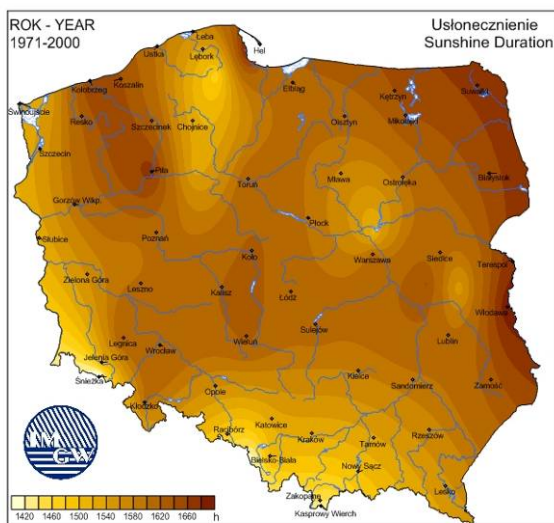 ROK - YEAR
1971-2000
Usłonecznienie
Sunshine Duration
Łeba
Hel
Ustka
Lębork
Koszalin
Kołobrzeg
Elbląg
Kętrzyn
Suwałki
Świnoujście
Resko
Szczecinek
Chojnice
Olsztyn
Mikołajki
Szczecin
Piła
Toruń
Mława
Ostrołęka
Białystok
Gorzów Wlkp.
Płock
Słubice
Poznań
Koło
Warszawa
Siedlce
Terespol
Zielona Góra
Leszno
Kalisz
Łódź
Włodawa
Legnica
Wrocław
Wieruń
Sulejów
Lublin
Jelenia Góra
Śnieżka
Kielce
Sandomierz
Zamość
Kłodzko
Opole
Racibórz
Katowice
Kraków
Tarnów
Rzeszów
Bielsko-Biała
Nowy Sącz
Lesko
Zakopane
Kasprowy Wierch
IM
GW
1420 1460 1500 1540 1580 1620 1660 h